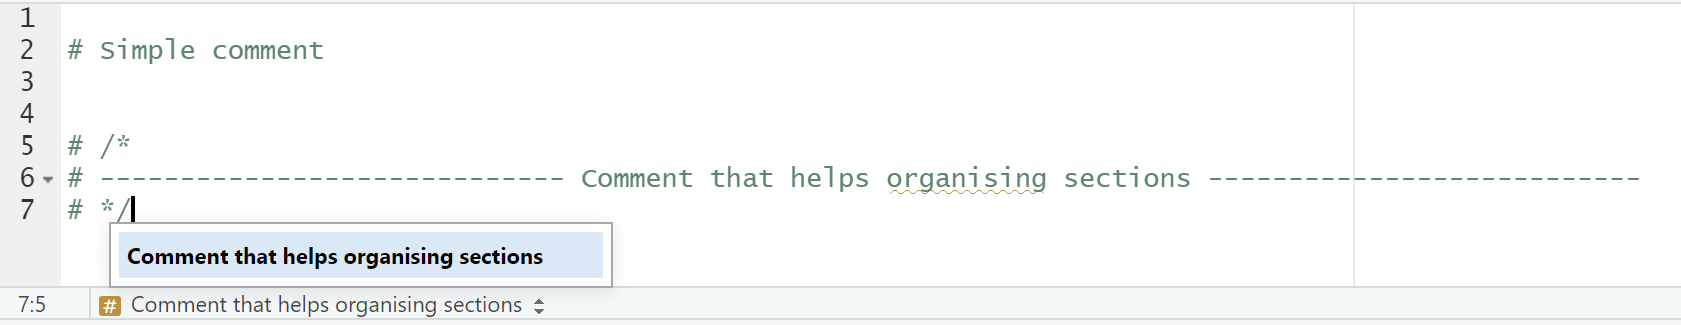 1
2 # Simple comment
3
4
5 # /*
6 # ----------------------------- Comment that helps organising sections ---------------------------
7 # */
Comment that helps organising sections
7:5 # Comment that helps organising sections